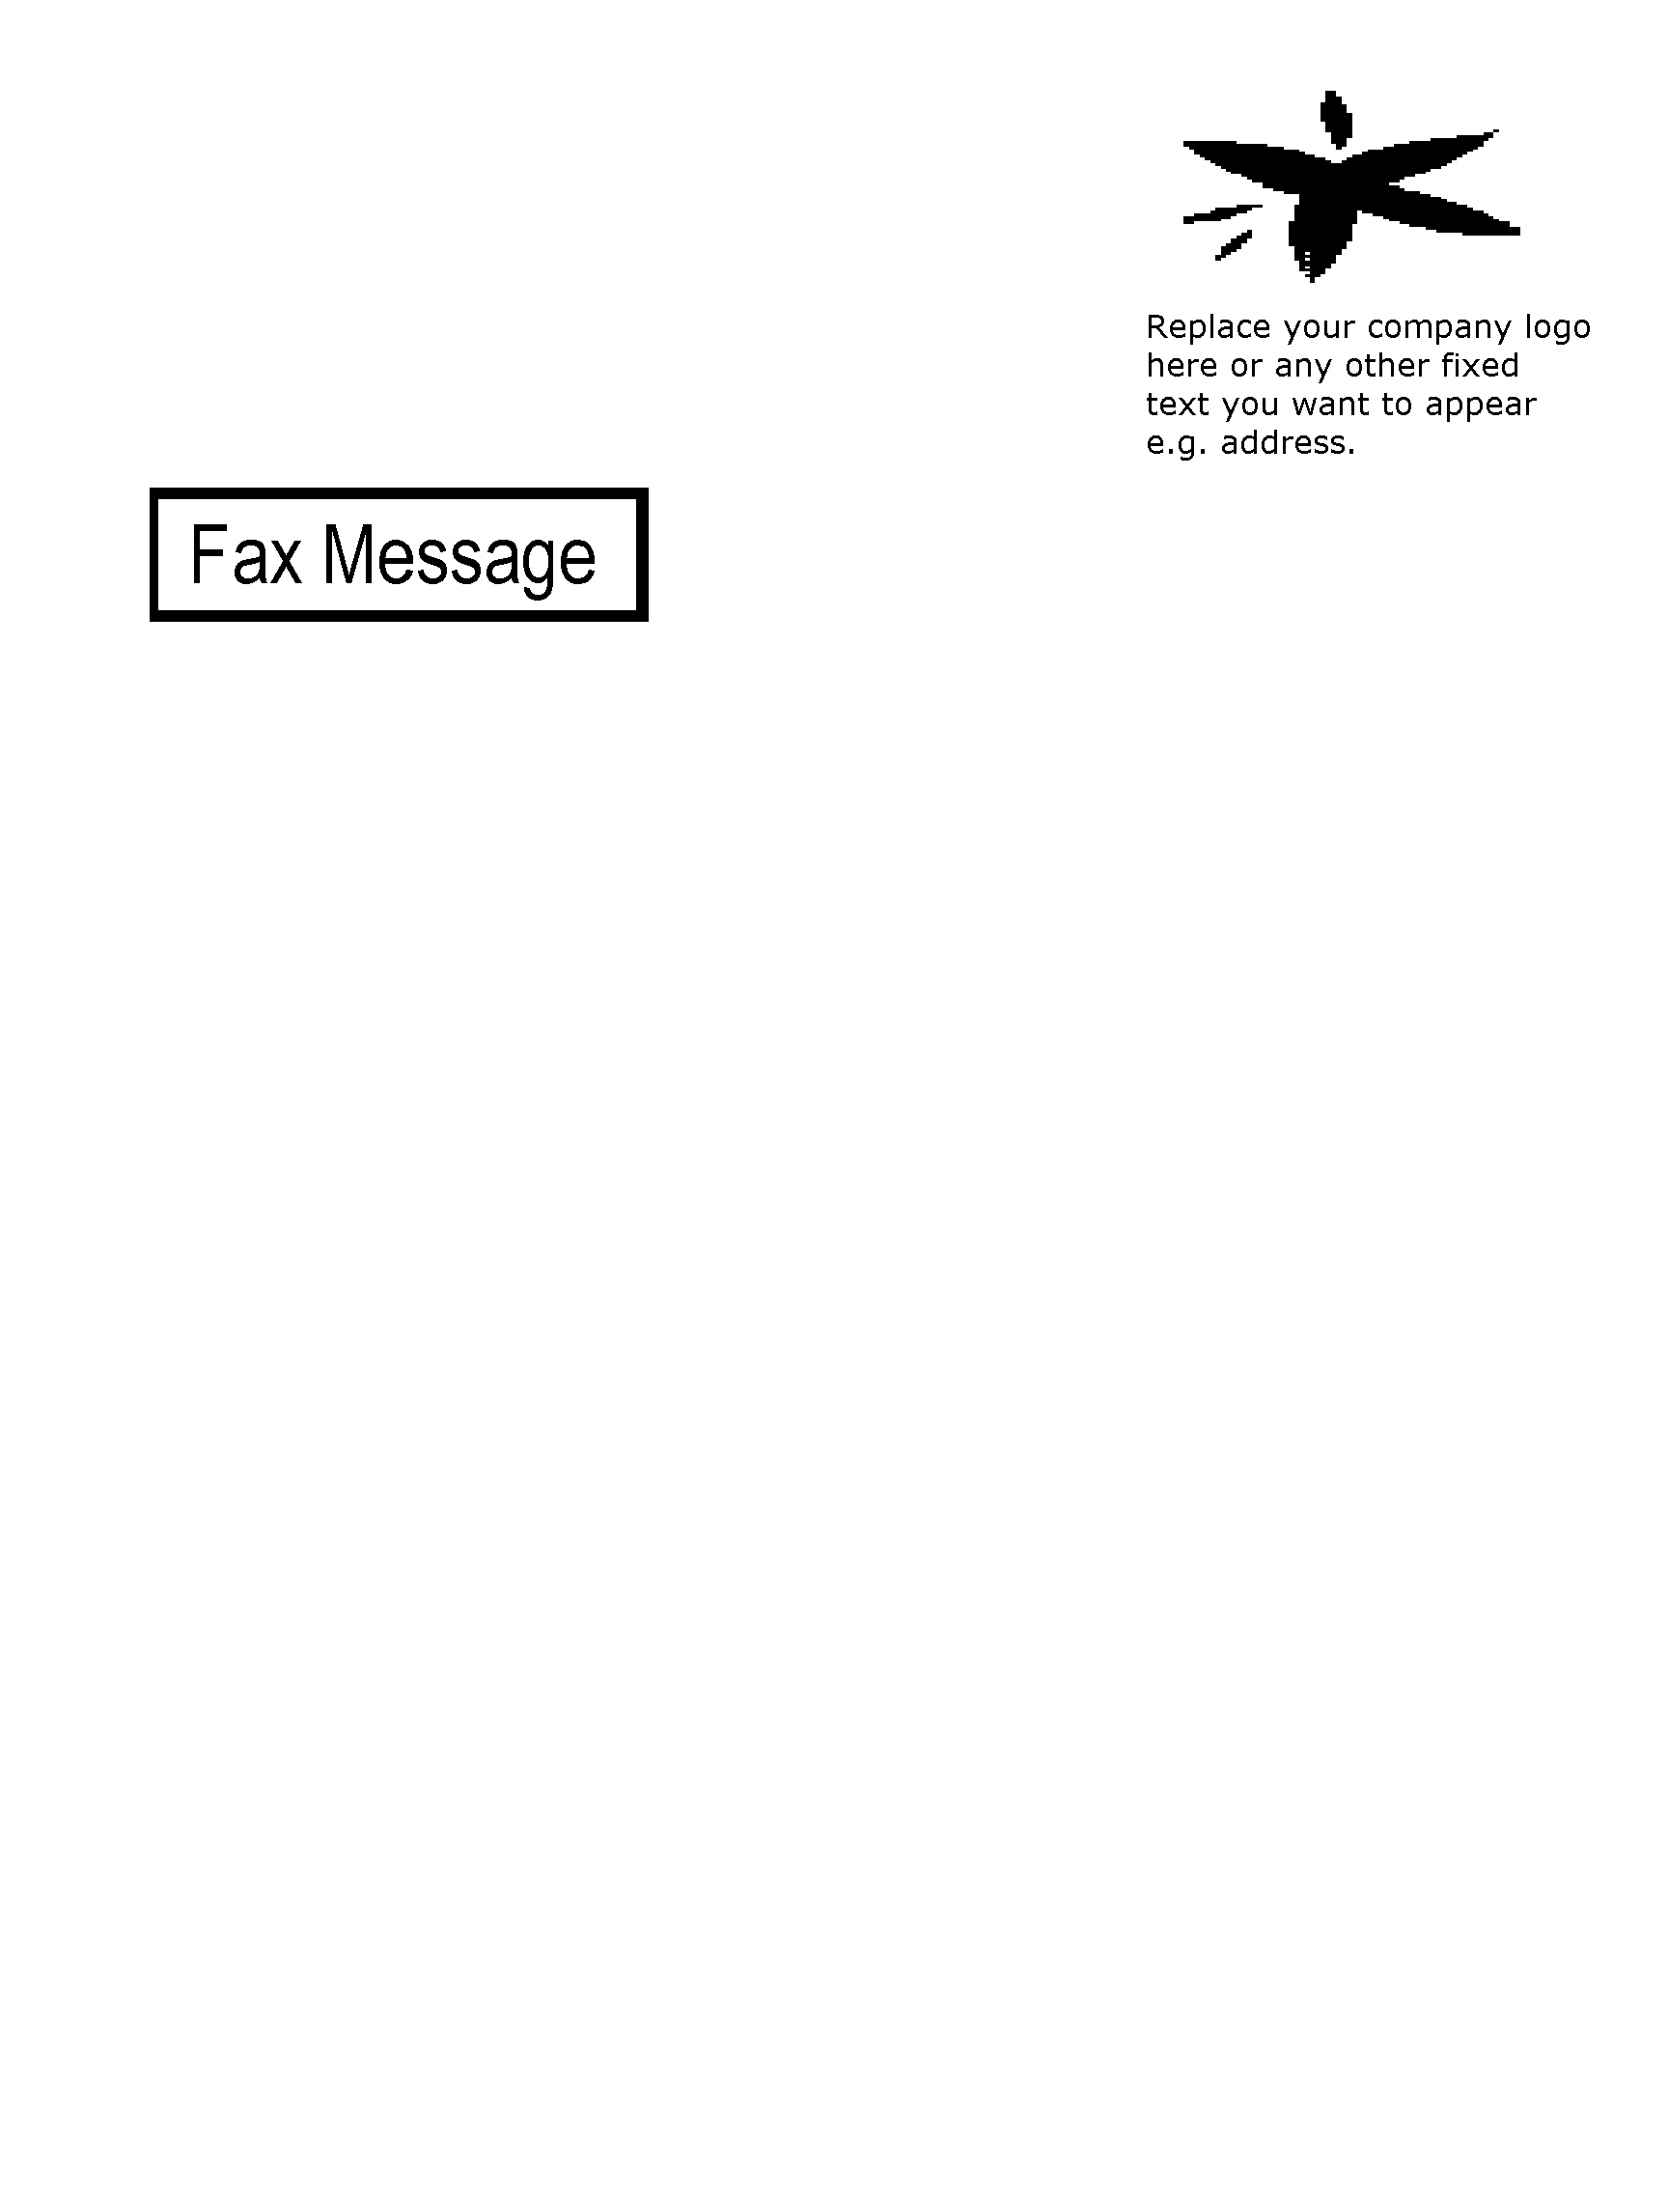 Replace your company logo
here or any other fixed
text you want to appear
e.g. address.
Fax Message